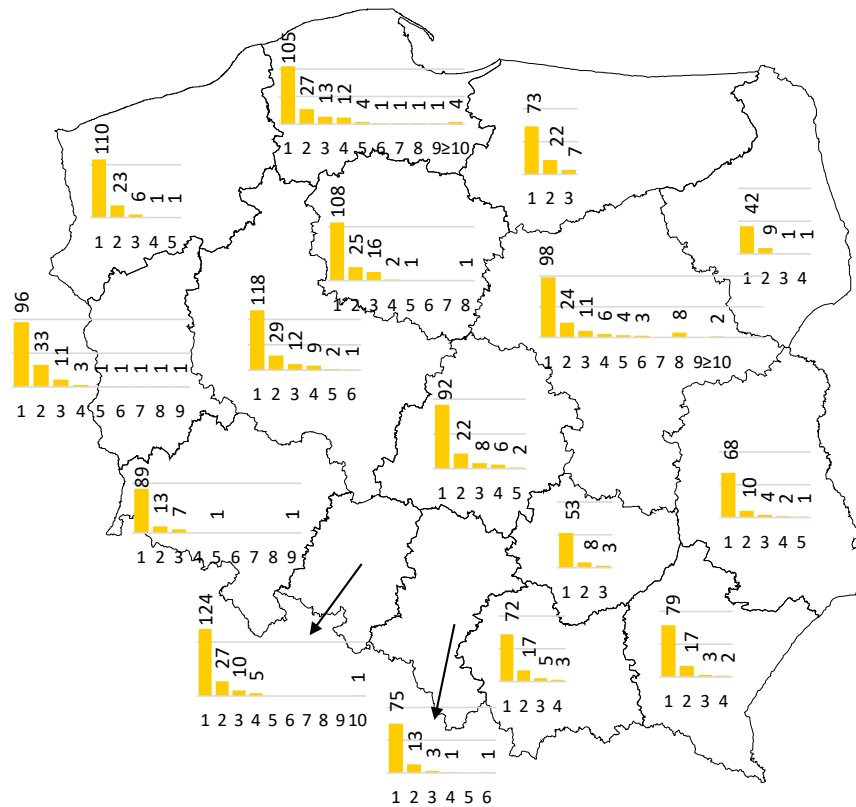 105 27 13 12 4 1 1 1 1 4
1 2 3 4 5 6 7 8 9 ≥10
73 22 7
1 2 3
110 23 6 1 1
1 2 3 4 5
42 9 1 1
1 2 3 4
108 25 16 2 1 1
1 2 3 4 5 6 7 8
98 24 11 6 4 3 8 2
1 2 3 4 5 6 7 8 9 ≥10
96 33 11 3 1 1 1 1 1
1 2 3 4 5 6 7 8 9
118 29 12 9 2 1
1 2 3 4 5 6
92 22 8 6 2
1 2 3 4 5
68 10 4 2 1
1 2 3 4 5
89 13 7 1 1
1 2 3 4 5 6 7 8 9
53 8 3
1 2 3
124 27 10 5 1
1 2 3 4 5 6 7 8 9 10
72 17 5 3
1 2 3 4
79 17 3 2
1 2 3 4
75 13 3 1 1
1 2 3 4 5 6